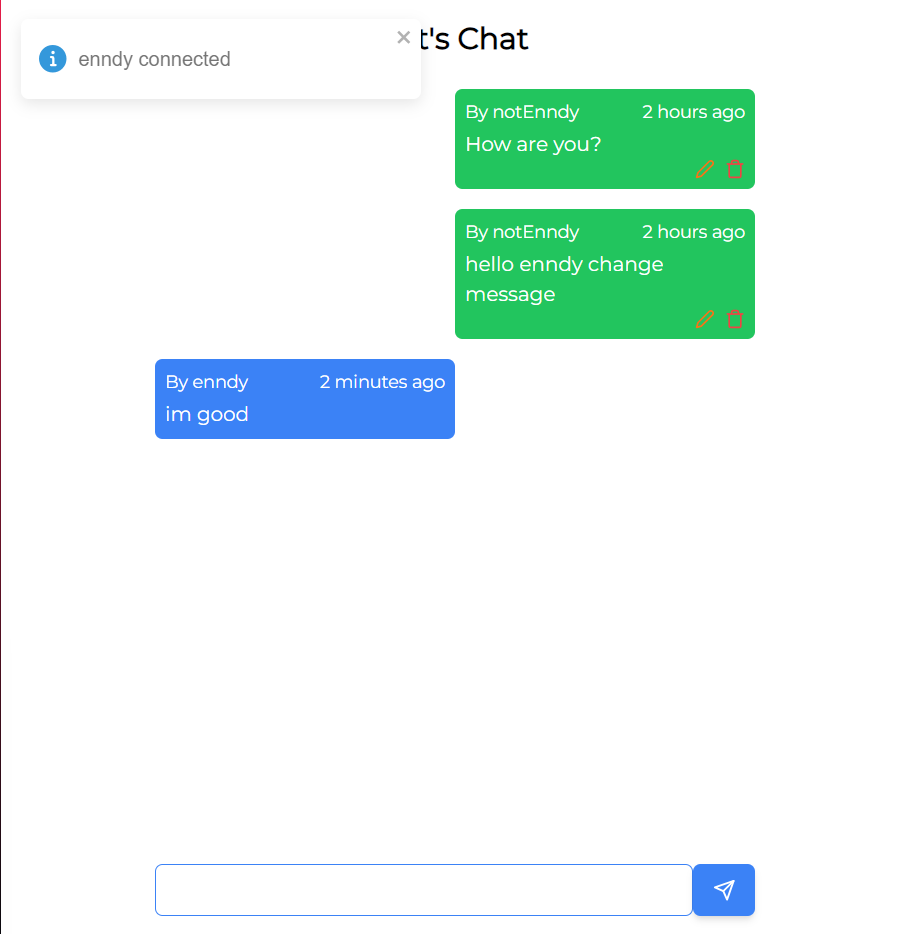 enndy connected
t's Chat
By notEnndy 2 hours ago
How are you?
By notEnndy 2 hours ago
hello enndy change
message
By enndy 2 minutes ago
im good